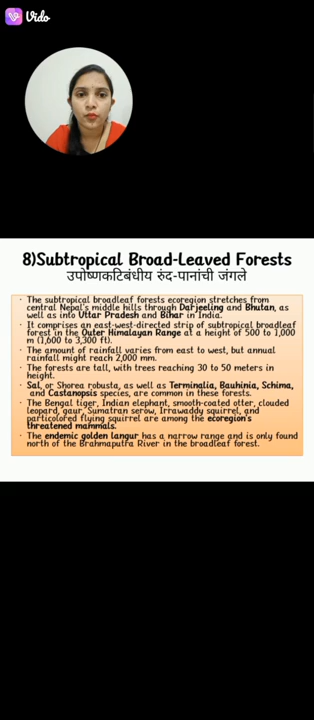 Vido
8)Subtropical Broad-Leaved Forests
उपोष्णकटिबंधीय रुंद-पानांची जंगले
· The subtropical broadleaf forests ecoregion stretches from
central Nepal's middle hills through Darjeeling and Bhutan, as
well as into Uttar Pradesh and Bihar in India.
· It comprises an east-west-directed strip of subtropical broadleaf
forest in the Outer Himalayan Range at a height of 500 to 1,000
m (1,600 to 3,300 ft).
· The amount of rainfall varies from east to west, but annual
rainfall might reach 2,000 mm.
· The forests are tall, with trees reaching 30 to 50 meters in
height.
· Sal, or Shorea robusta, as well as Terminalia, Bauhinia, Schima,
and Castanopsis species, are common in these forests.
· The Bengal tiger, Indian elephant, smooth-coated otter, clouded
leopard, gaur, Sumatran serow, Irrawaddy squirrel, and
particolored flying squirrel are among the ecoregion's
threatened mammals.
· The endemic golden langur has a narrow range and is only found
north of the Brahmaputra River in the broadleaf forest.